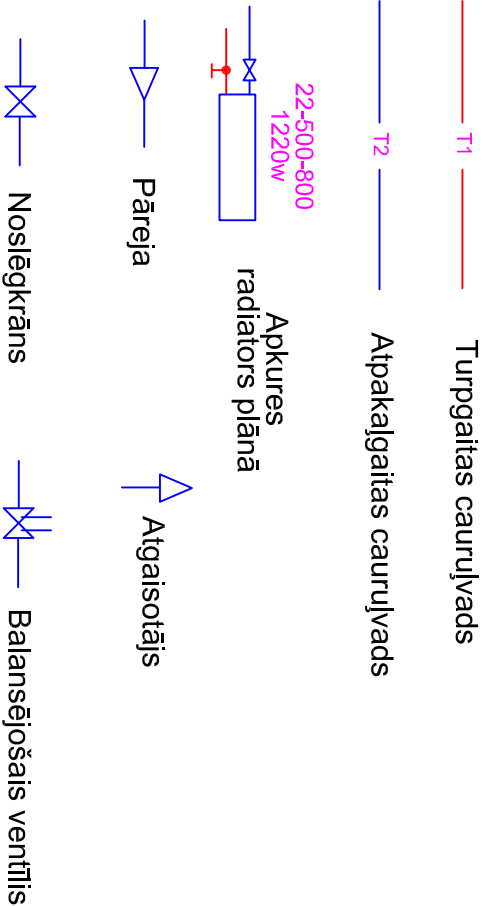 T1
Turpgaitas cauruļvads
T2
Atpakaļgaitas cauruļvads
22-500-800
1220w
Apkures
radiators plānā
Pāreja
Atgaisotājs
Noslēgkrāns
Balansējošais ventīlis